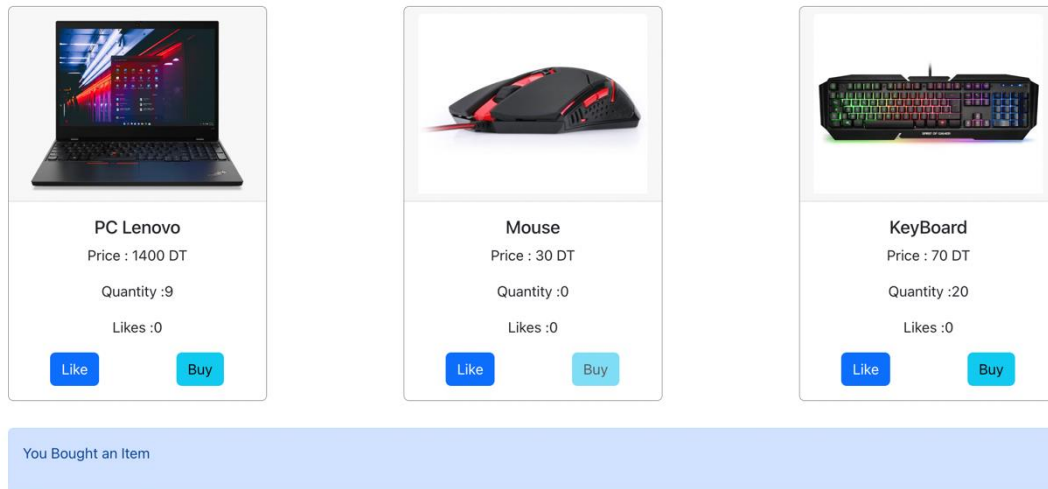 PC Lenovo
Price : 1400 DT
Quantity :9
Likes :0
Like Buy
Mouse
Price : 30 DT
Quantity :0
Likes :0
Like Buy
KeyBoard
Price : 70 DT
Quantity :20
Likes :0
Like Buy
You Bought an Item